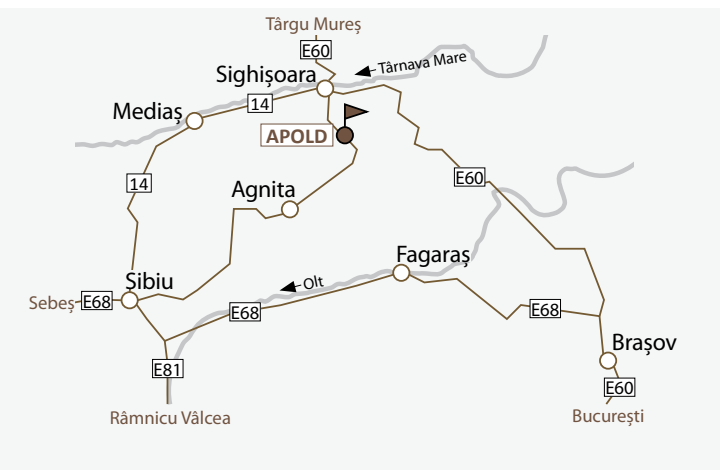 Târgu Mureș
E60
Târnava Mare
Sighișoara
14
Mediaș
APOLD
14
E60
Agnita
Fagaraș
Sibiu
Olt
Sebeș
E68
E68
E68
Brașov
E81
E60
Râmnicu Vâlcea
București